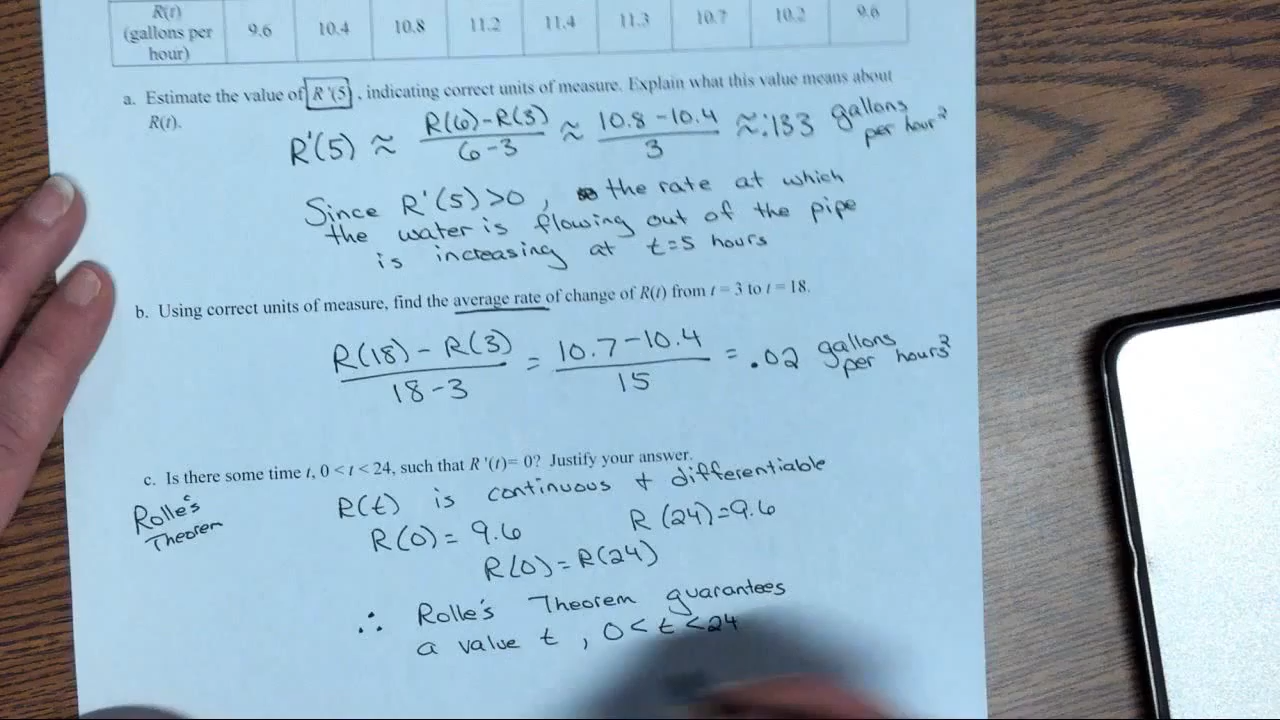 R(t)
(gallons per
hour)
9.6 10.4 10.8 11.2 11.4 11.3 10.7 10.2 9.6
a. Estimate the value of R'(5), indicating correct units of measure. Explain what this value means about
R(t).
R'(5) ≈ R(6)-R(3)/6-3 ≈ 10.8-10.4/3 ≈ .133 gallons per hour²
Since R'(5)>0, the rate at which
the water is flowing out of the pipe
is increasing at t=5 hours
b. Using correct units of measure, find the average rate of change of R(t) from t = 3 to t = 18.
R(18)-R(3)/18-3 = 10.7-10.4/15 = .02 gallons per hours²
c. Is there some time t, 0 < t < 24, such that R'(t)= 0? Justify your answer.
Rolle's
Theorem
R(t) is continuous + differentiable
R(0)= 9.6 R(24)=9.6
R(0)=R(24)
∴ Rolle's Theorem guarantees
a value t, 0<t<24